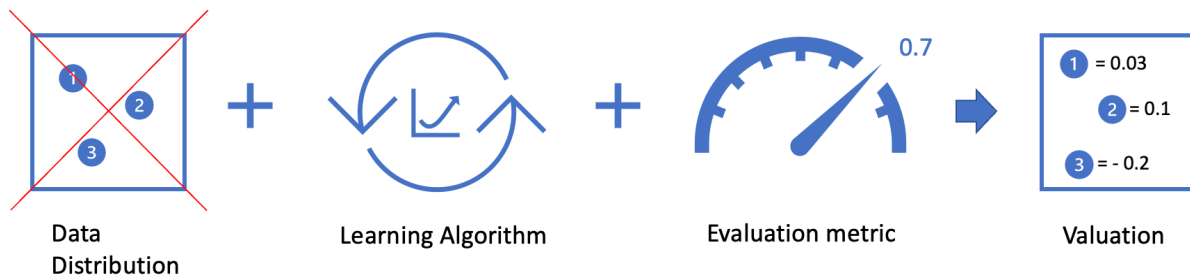 1
2
3
Data
Distribution
+
Learning Algorithm
+
0.7
Evaluation metric
1 = 0.03
2 = 0.1
3 = - 0.2
Valuation